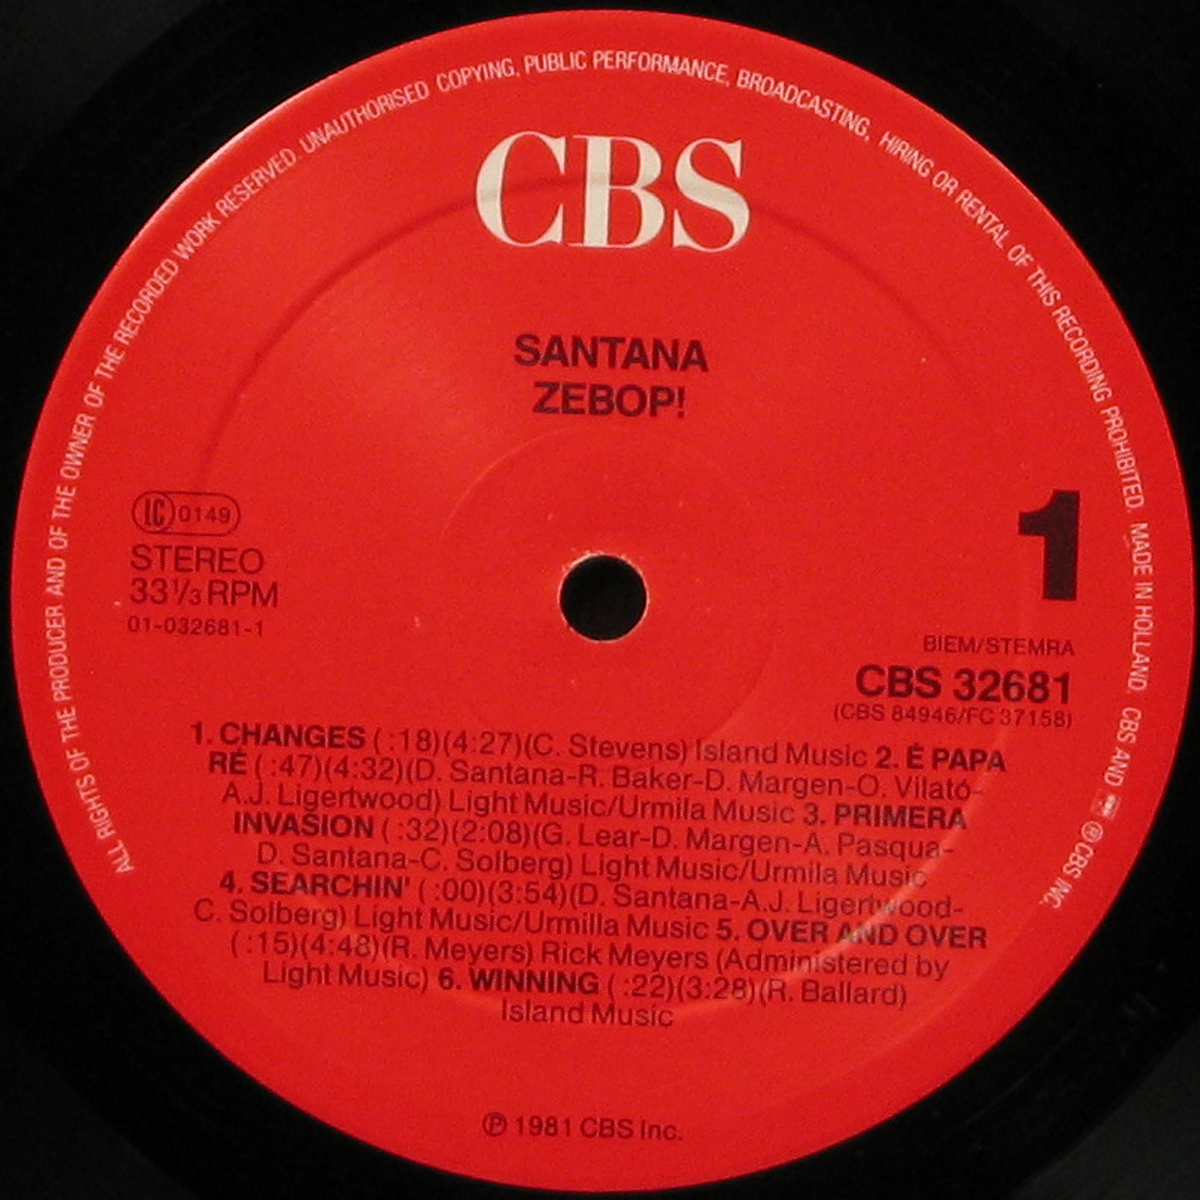 ALL RIGHTS OF THE PRODUCER AND OF THE OWNER OF THE RECORDED WORK RESERVED. UNAUTHORISED COPYING, PUBLIC PERFORMANCE, BROADCASTING, HIRING OR RENTAL OF THIS RECORDING PROHIBITED. MADE IN HOLLAND. CBS AND ℗ CBS INC.
CBS
SANTANA
ZEBOP!
LC 0149
STEREO
33 1/3 RPM
01-032681-1
1
BIEM/STEMRA
CBS 32681
(CBS 84946/FC 37158)
1. CHANGES ( :18)(4:27)(C. Stevens) Island Music 2. É PAPA
RÉ ( :47)(4:32)(D. Santana-R. Baker-D. Margen-O. Vilató-
A.J. Ligertwood) Light Music/Urmila Music 3. PRIMERA
INVASION ( :32)(2:08)(G. Lear-D. Margen-A. Pasqua-
D. Santana-C. Solberg) Light Music/Urmila Music
4. SEARCHIN' ( :00)(3:54)(D. Santana-A.J. Ligertwood-
C. Solberg) Light Music/Urmilla Music 5. OVER AND OVER
( :15)(4:48)(R. Meyers) Rick Meyers (Administered by
Light Music) 6. WINNING ( :22)(3:28)(R. Ballard)
Island Music
℗ 1981 CBS Inc.